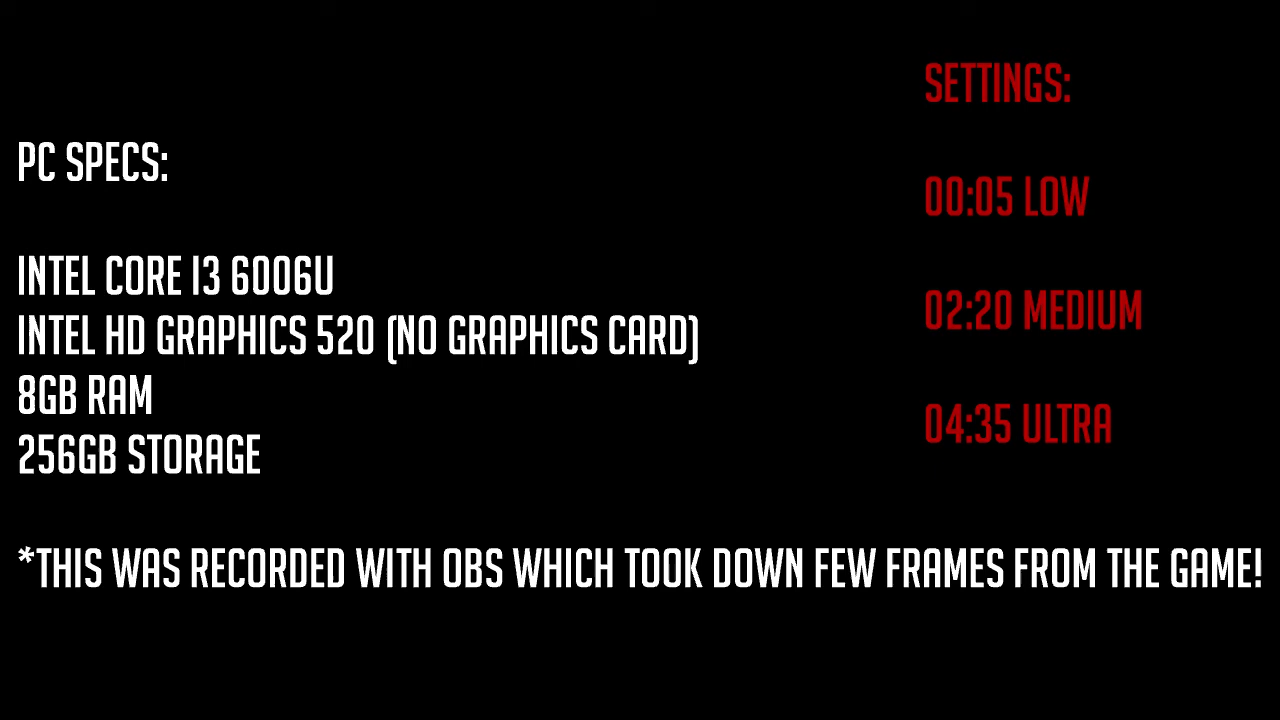 PC SPECS:
INTEL CORE I3 6006U
INTEL HD GRAPHICS 520 (NO GRAPHICS CARD)
8GB RAM
256GB STORAGE
*THIS WAS RECORDED WITH OBS WHICH TOOK DOWN FEW FRAMES FROM THE GAME!
SETTINGS:
00:05 LOW
02:20 MEDIUM
04:35 ULTRA